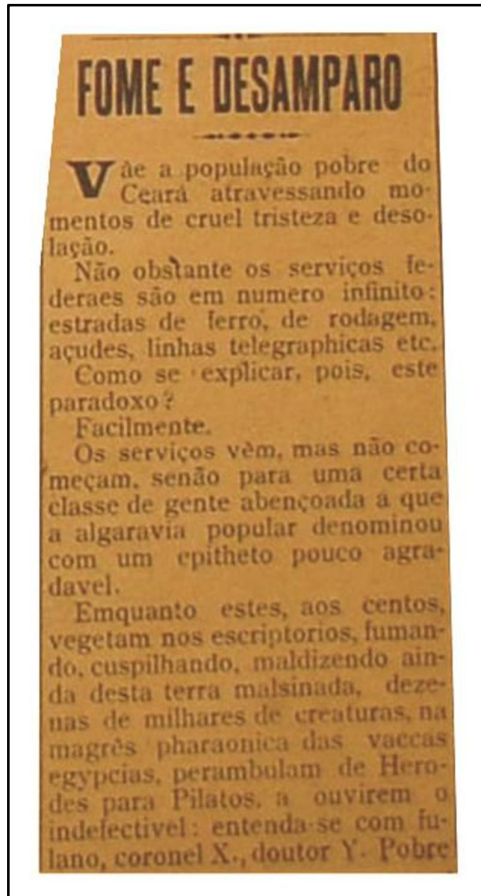 FOME E DESAMPARO
Váe a população pobre do
Ceará atravessando mo-
mentos de cruel tristeza e deso-
lação.
Não obstante os serviços fe-
deraes são em numero infinito:
estradas de ferro, de rodagem,
açudes, linhas telegraphicas etc.
Como se explicar, pois, este
paradoxo?
Facilmente.
Os serviços vêm, mas não co-
meçam, senão para uma certa
classe de gente abençoada a que
a algaravia popular denominou
com um epitheto pouco agra-
davel.
Emquanto estes, aos centos,
vegetam nos escriptorios, fuman-
do, cuspilhando, maldizendo ain-
da desta terra malsinada, deze-
nas de milhares de creaturas, na
magrês pharaonica das vaccas
egypcias, perambulam de Hero-
des para Pilatos, a ouvirem o
indefectivel: entenda-se com fu-
lano, coronel X., doutor Y. Pobre